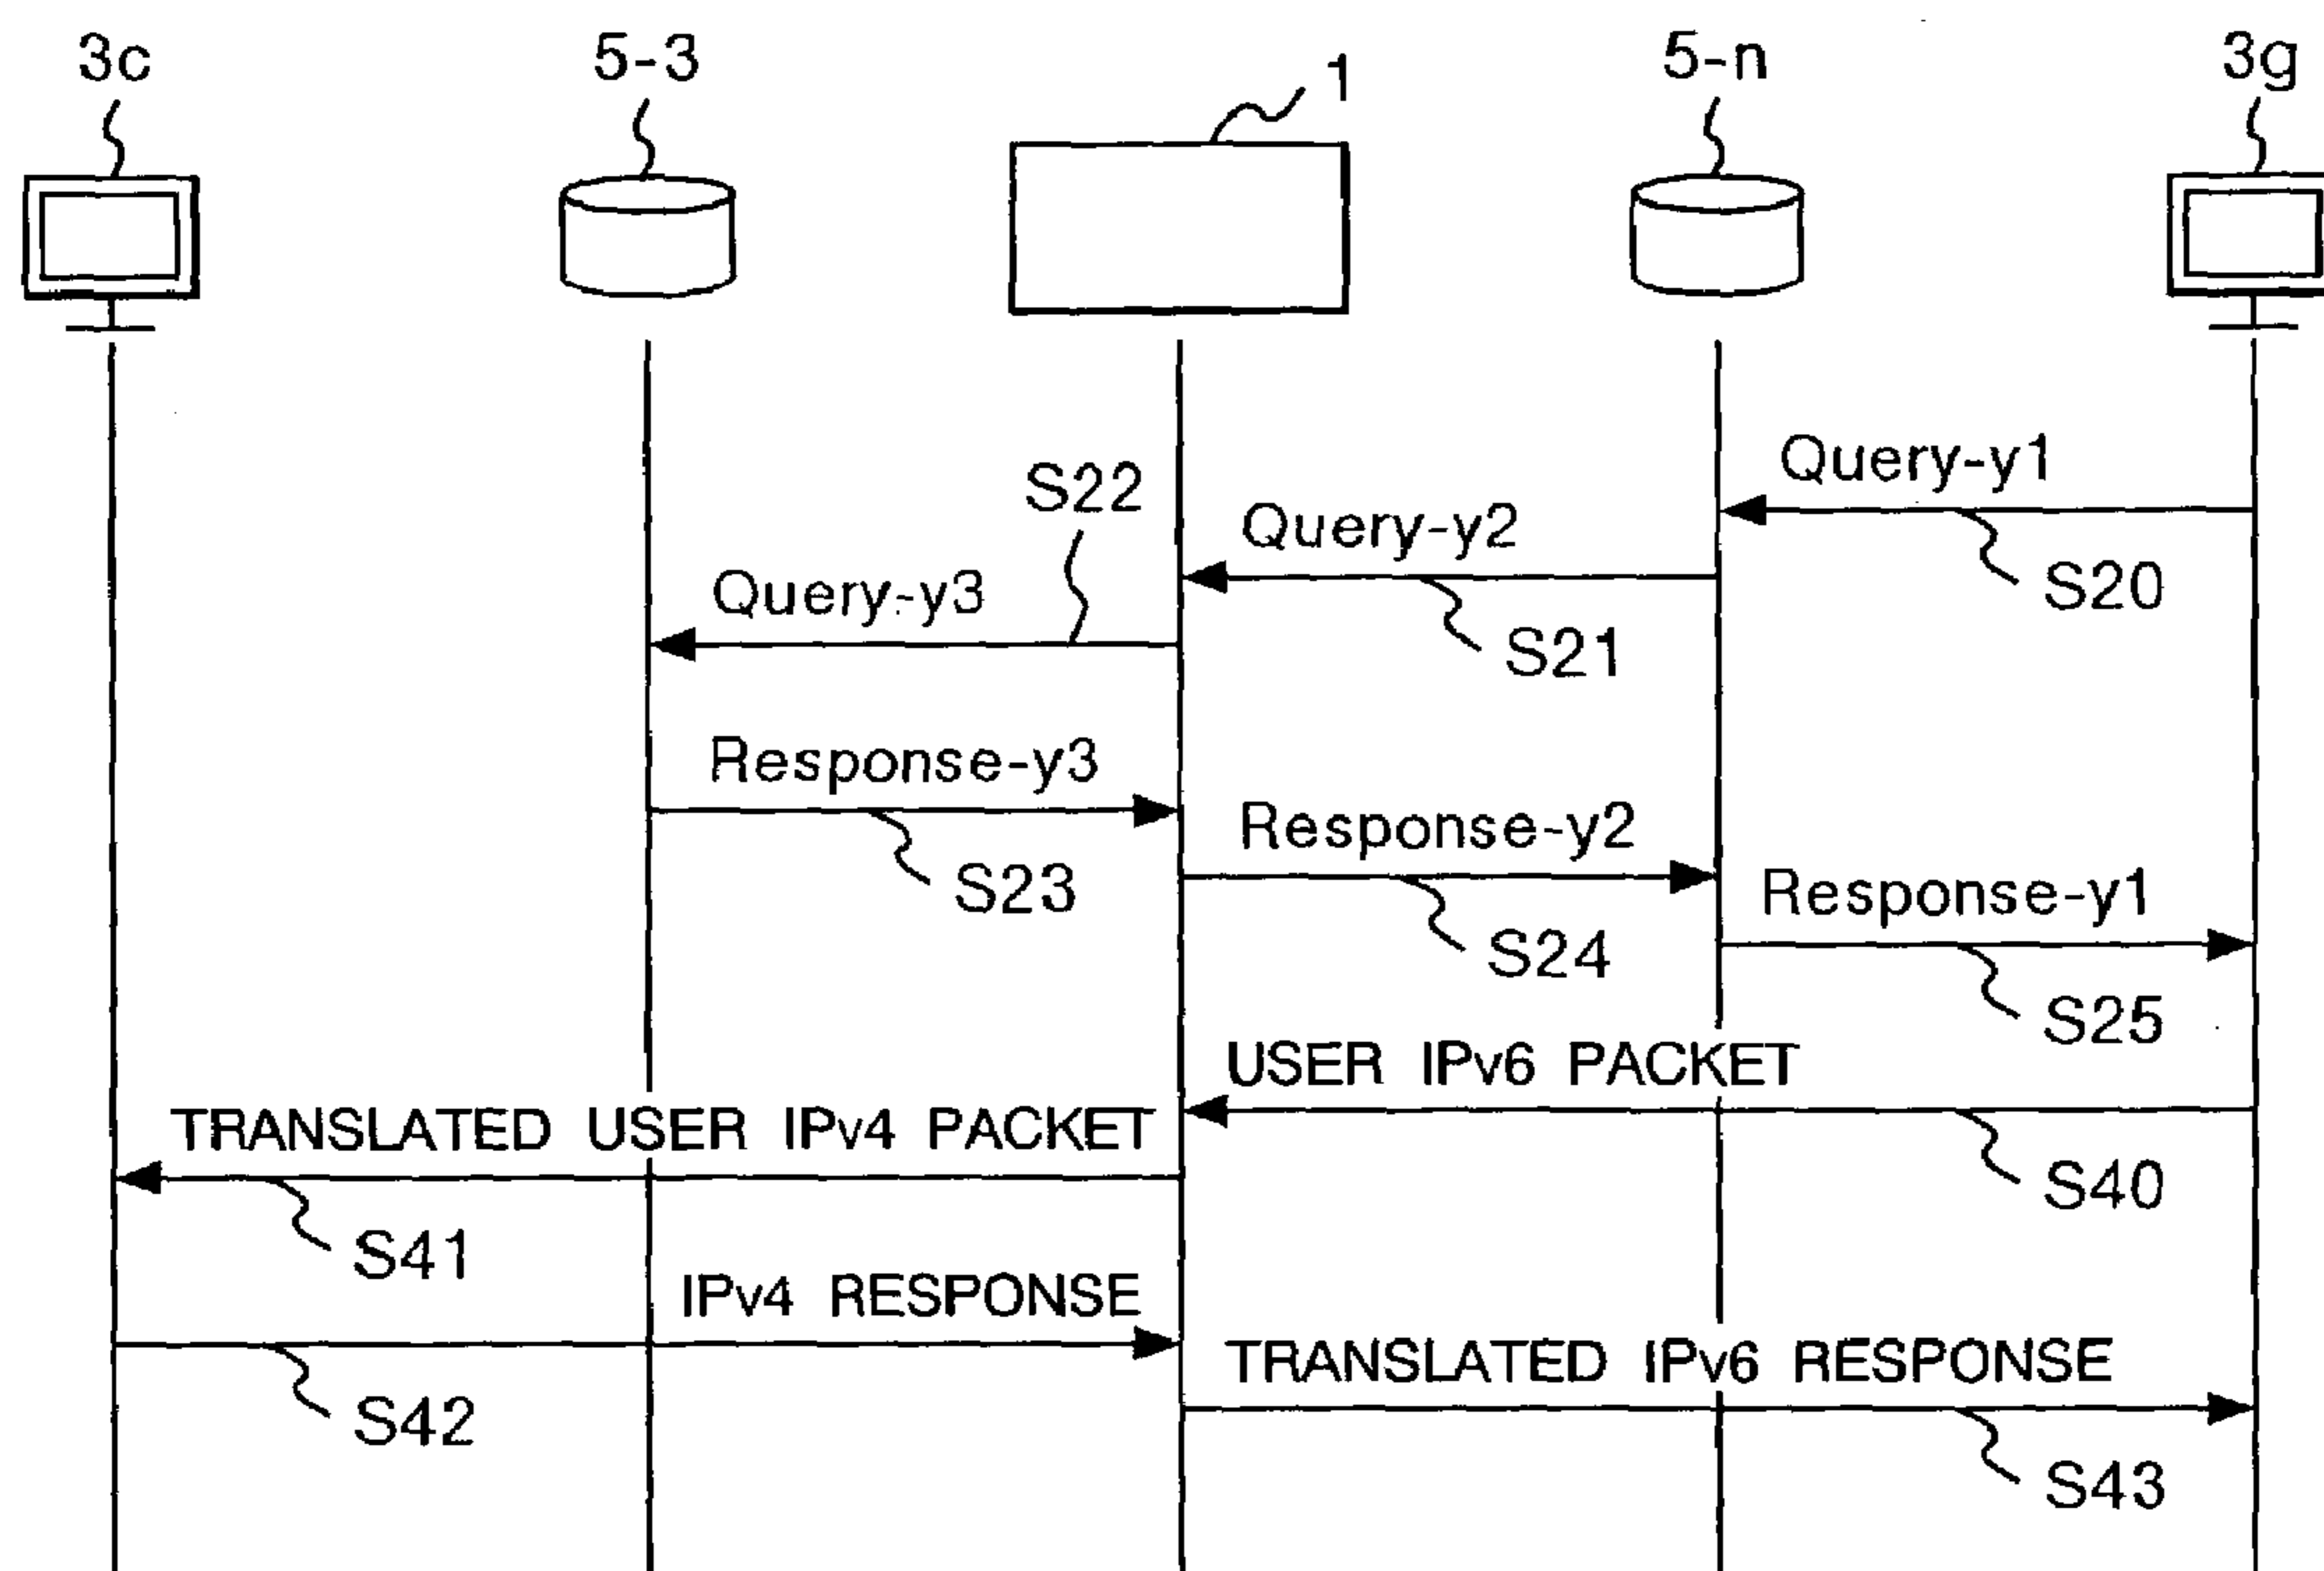 3c
5-3
1
5-n
3g
Query-y1
S20
Query-y2
S21
S22
Query-y3
Response-y3
S23
Response-y2
S24
Response-y1
S25
USER IPv6 PACKET
S40
TRANSLATED USER IPv4 PACKET
S41
IPv4 RESPONSE
S42
TRANSLATED IPv6 RESPONSE
S43